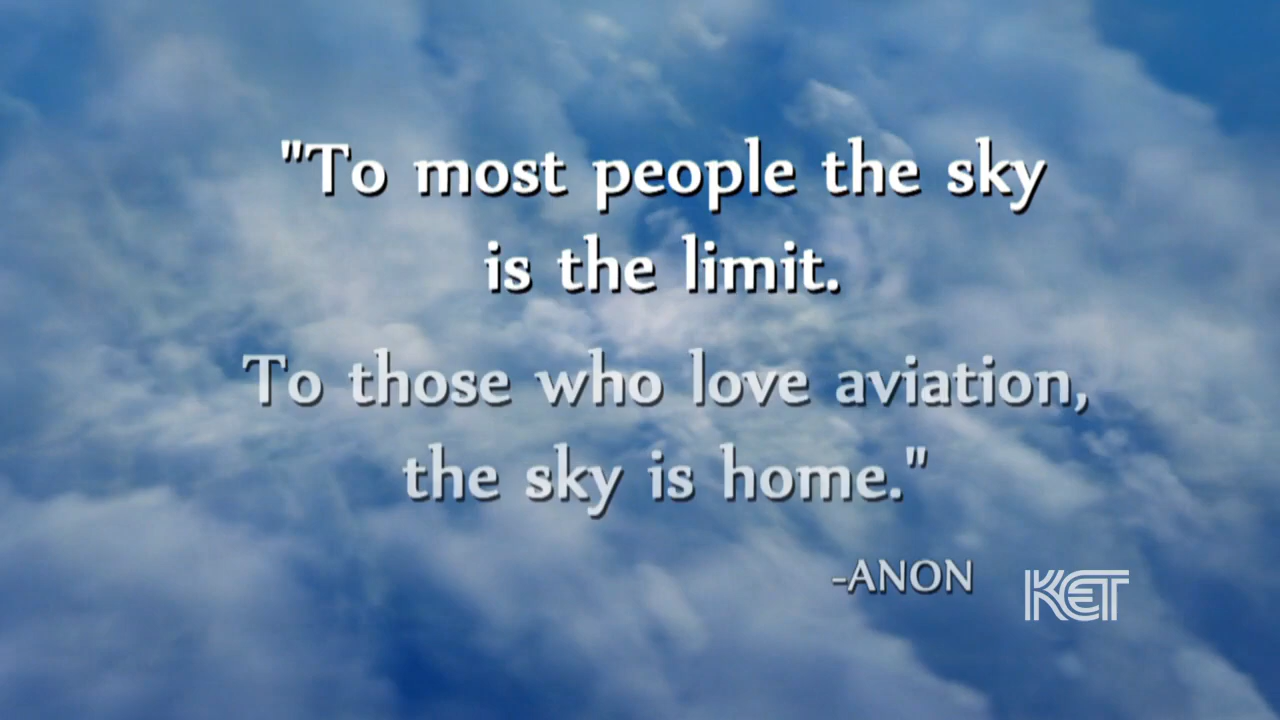 "To most people the sky
is the limit.
To those who love aviation,
the sky is home."
-ANON
KET